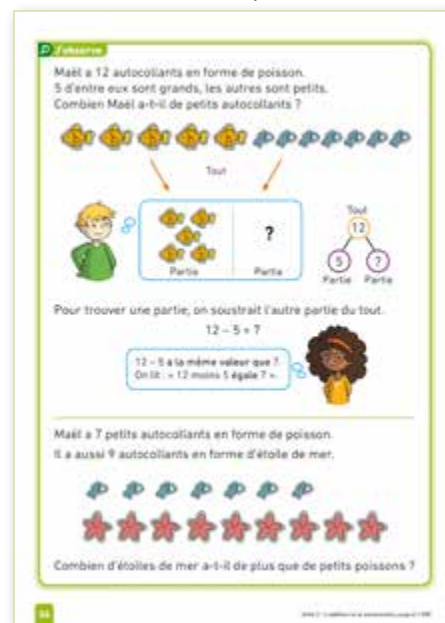 J'observe
Maël a 12 autocollants en forme de poisson.
5 d'entre eux sont grands, les autres sont petits.
Combien Maël a-t-il de petits autocollants ?
Tout
?
Partie Partie
Tout
12
5 7
Partie Partie
Pour trouver une partie, on soustrait l'autre partie du tout.
12 – 5 = 7
12 – 5 a la même valeur que 7.
On lit : « 12 moins 5 égale 7 ».
Maël a 7 petits autocollants en forme de poisson.
Il a aussi 9 autocollants en forme d'étoile de mer.
Combien d'étoiles de mer a-t-il de plus que de petits poissons ?